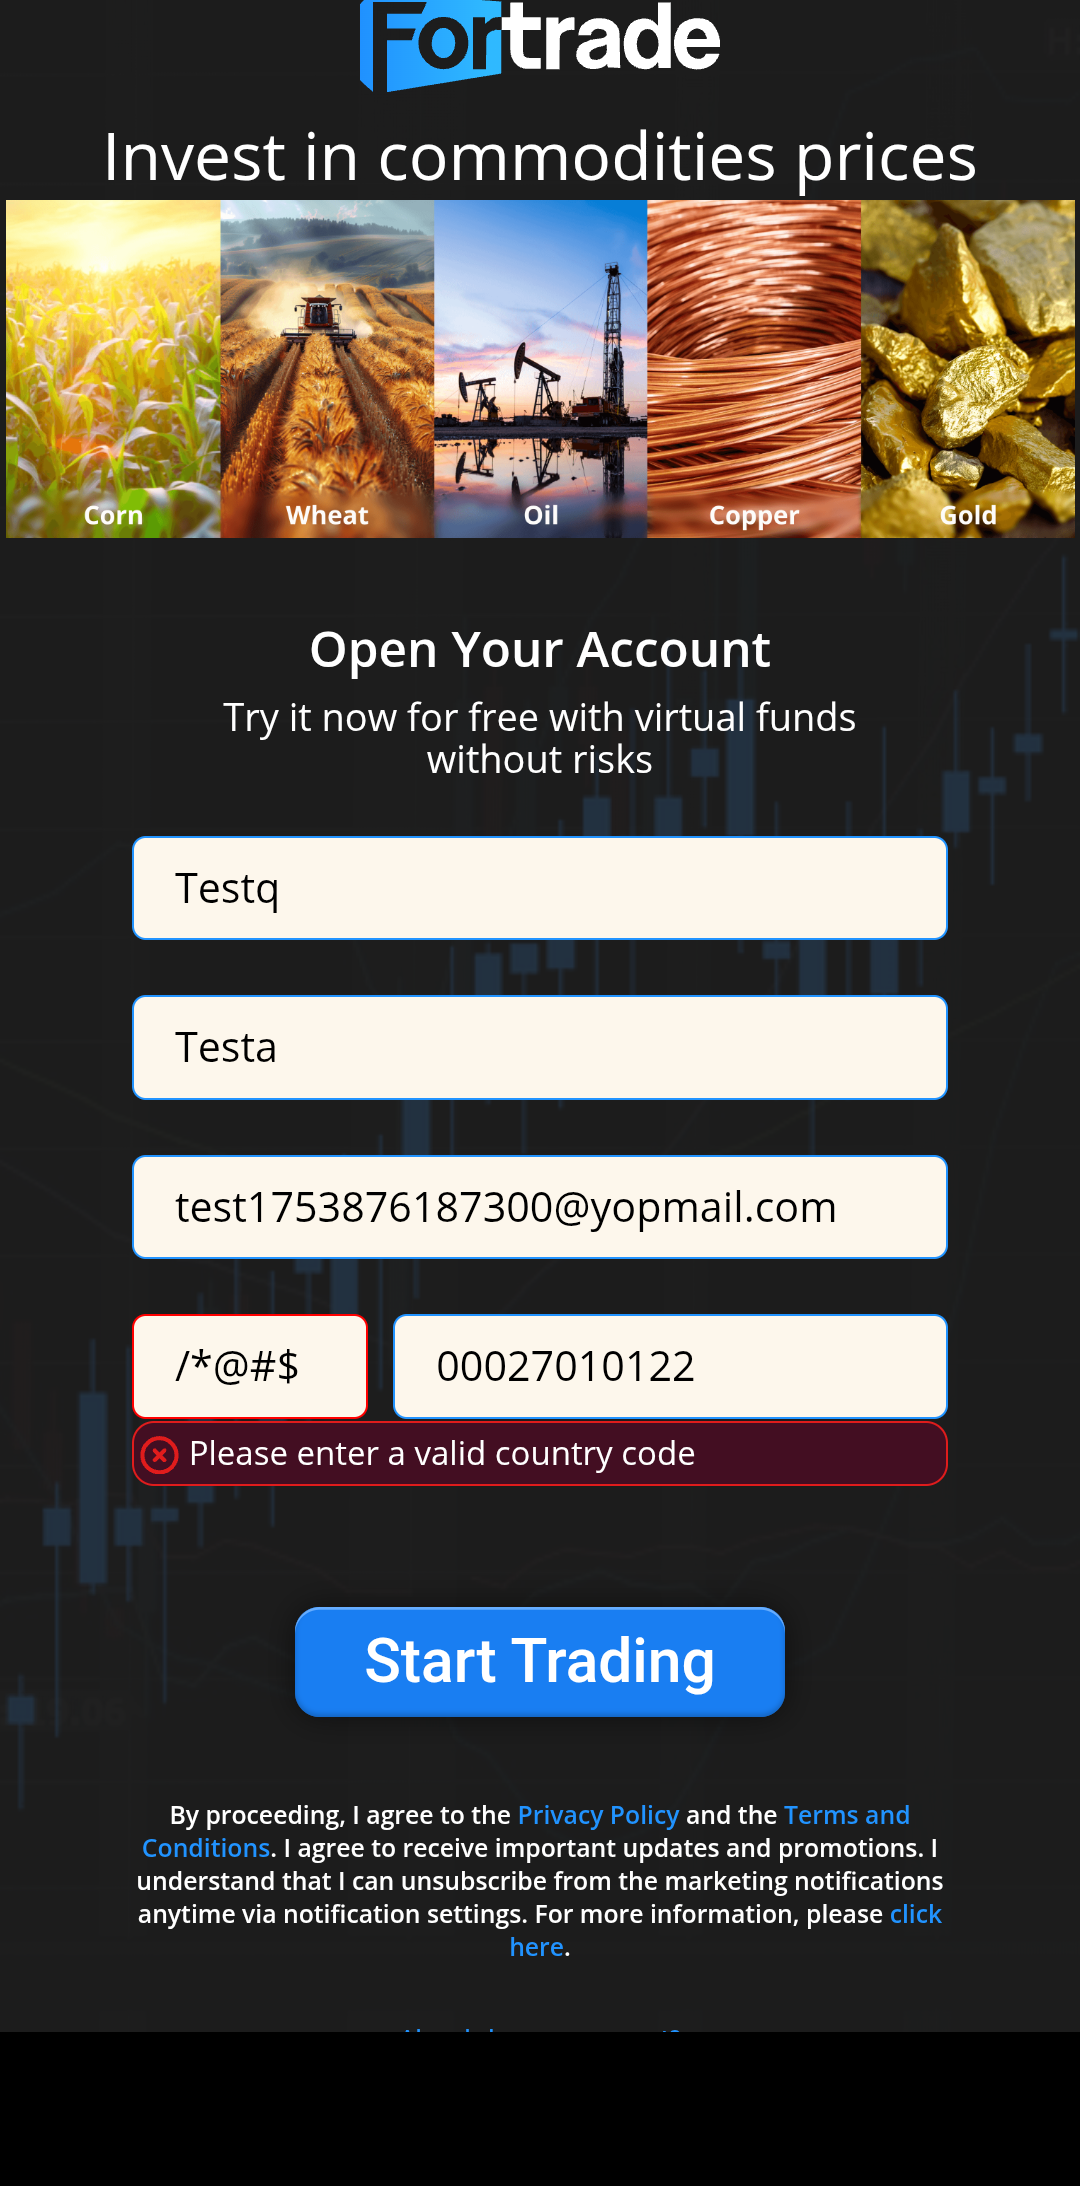 Fortrade
Invest in commodities prices
Corn
Wheat
Oil
Copper
Gold
Open Your Account
Try it now for free with virtual funds
without risks
Testq
Testa
test1753876187300@yopmail.com
/*@#$
00027010122
Please enter a valid country code
Start Trading
By proceeding, I agree to the Privacy Policy and the Terms and
Conditions. I agree to receive important updates and promotions. I
understand that I can unsubscribe from the marketing notifications
anytime via notification settings. For more information, please click
here.